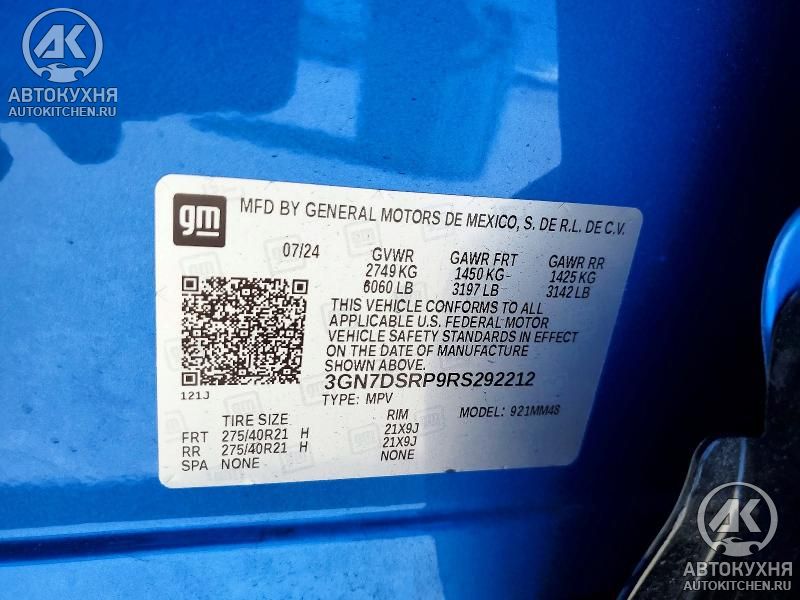 AK
АВТОКУХНЯ
AUTOKITCHEN.RU
gm
MFD BY GENERAL MOTORS DE MEXICO, S. DE R.L. DE C.V.
07/24 GVWR GAWR FRT GAWR RR
2749 KG 1450 KG 1425 KG
6060 LB 3197 LB 3142 LB
THIS VEHICLE CONFORMS TO ALL
APPLICABLE U.S. FEDERAL MOTOR
VEHICLE SAFETY STANDARDS IN EFFECT
ON THE DATE OF MANUFACTURE
SHOWN ABOVE.
3GN7DSRP9RS292212
121J
TYPE: MPV MODEL: 921MM48
TIRE SIZE RIM
FRT 275/40R21 H 21X9J
RR 275/40R21 H 21X9J
SPA NONE NONE
AK
АВТОКУХНЯ
AUTOKITCHEN.RU